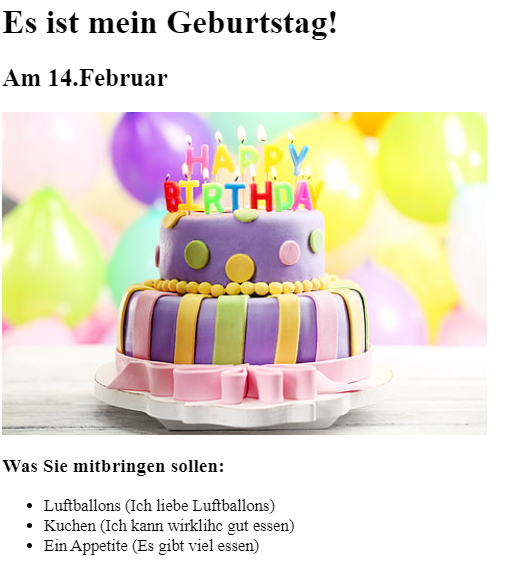 Es ist mein Geburtstag!
Am 14.Februar
HAPPY
BIRTHDAY
Was Sie mitbringen sollen:
Luftballons (Ich liebe Luftballons)
Kuchen (Ich kann wirklihc gut essen)
Ein Appetite (Es gibt viel essen)